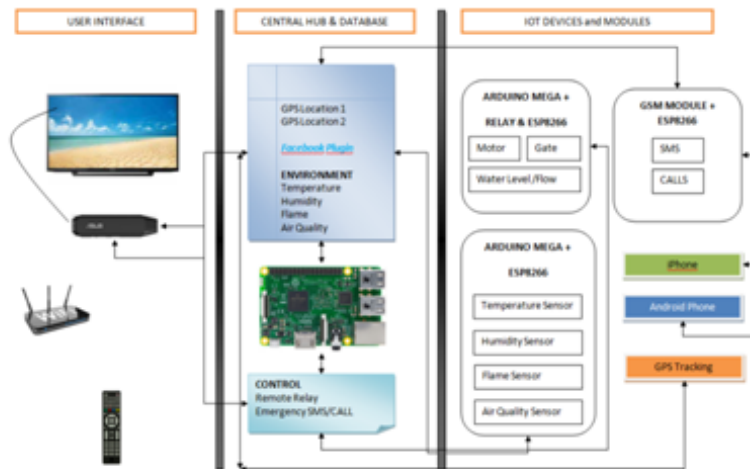 USER INTERFACE
CENTRAL HUB & DATABASE
IOT DEVICES and MODULES
GPS Location 1
GPS Location 2
Facebook Plugin
ENVIRONMENT
Temperature
Humidity
Flame
Air Quality
CONTROL
Remote Relay
Emergency SMS/CALL
ARDUINO MEGA +
RELAY & ESP8266
Motor
Gate
Water Level/Flow
ARDUINO MEGA +
ESP8266
Temperature Sensor
Humidity Sensor
Flame Sensor
Air Quality Sensor
GSM MODULE +
ESP8266
SMS
CALLS
iPhone
Android Phone
GPS Tracking